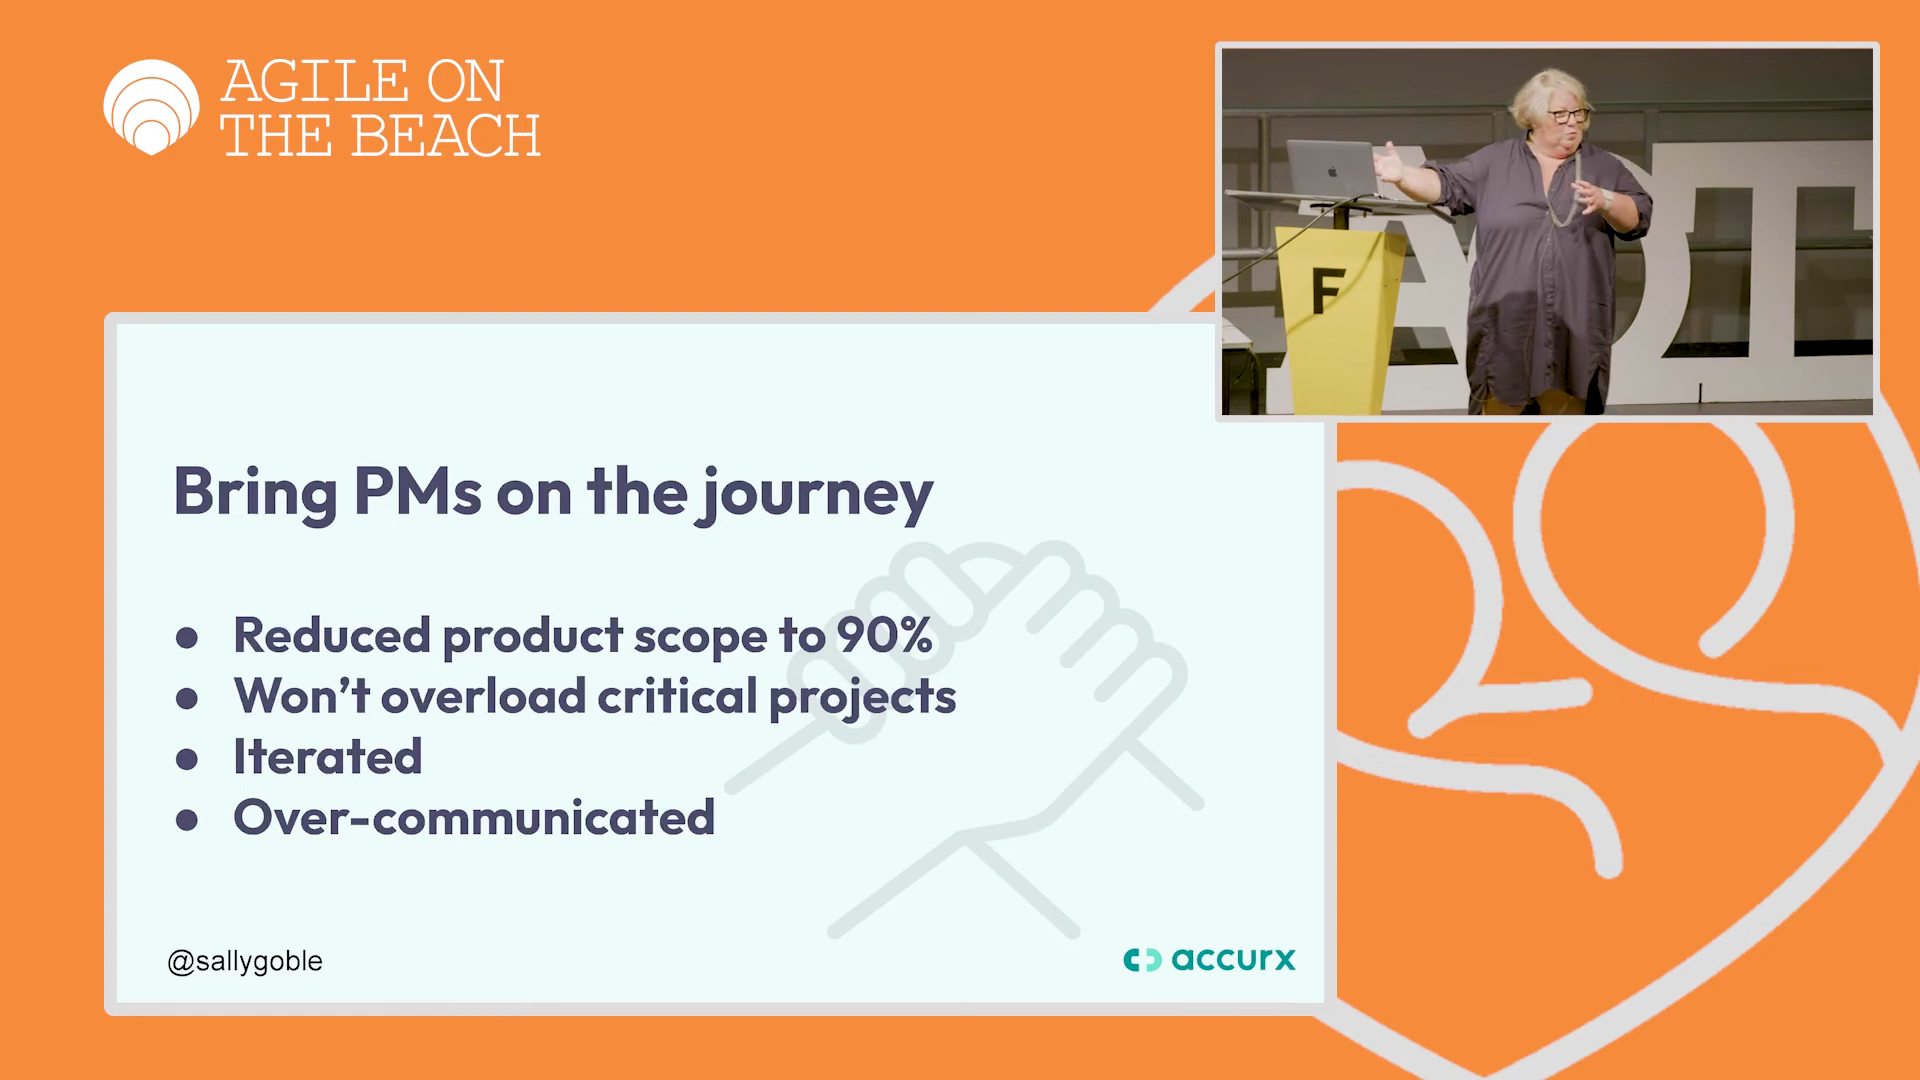 AGILE ON
THE BEACH
F
Bring PMs on the journey
● Reduced product scope to 90%
● Won't overload critical projects
● Iterated
● Over-communicated
@sallygoble
accurx